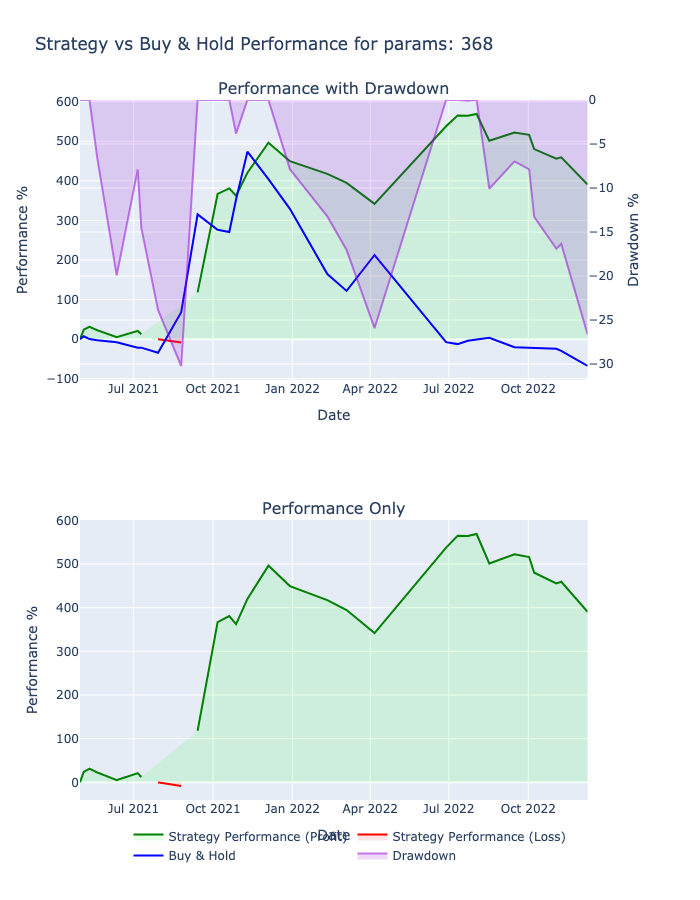 Strategy vs Buy & Hold Performance for params: 368
Performance with Drawdown
600
500
400
300
200
100
0
−100
Performance %
0
−5
−10
−15
−20
−25
−30
Drawdown %
Jul 2021 Oct 2021 Jan 2022 Apr 2022 Jul 2022 Oct 2022
Date
Performance Only
600
500
400
300
200
100
0
Performance %
Jul 2021 Oct 2021 Jan 2022 Apr 2022 Jul 2022 Oct 2022
Date
Strategy Performance (Profit) Strategy Performance (Loss)
Buy & Hold Drawdown